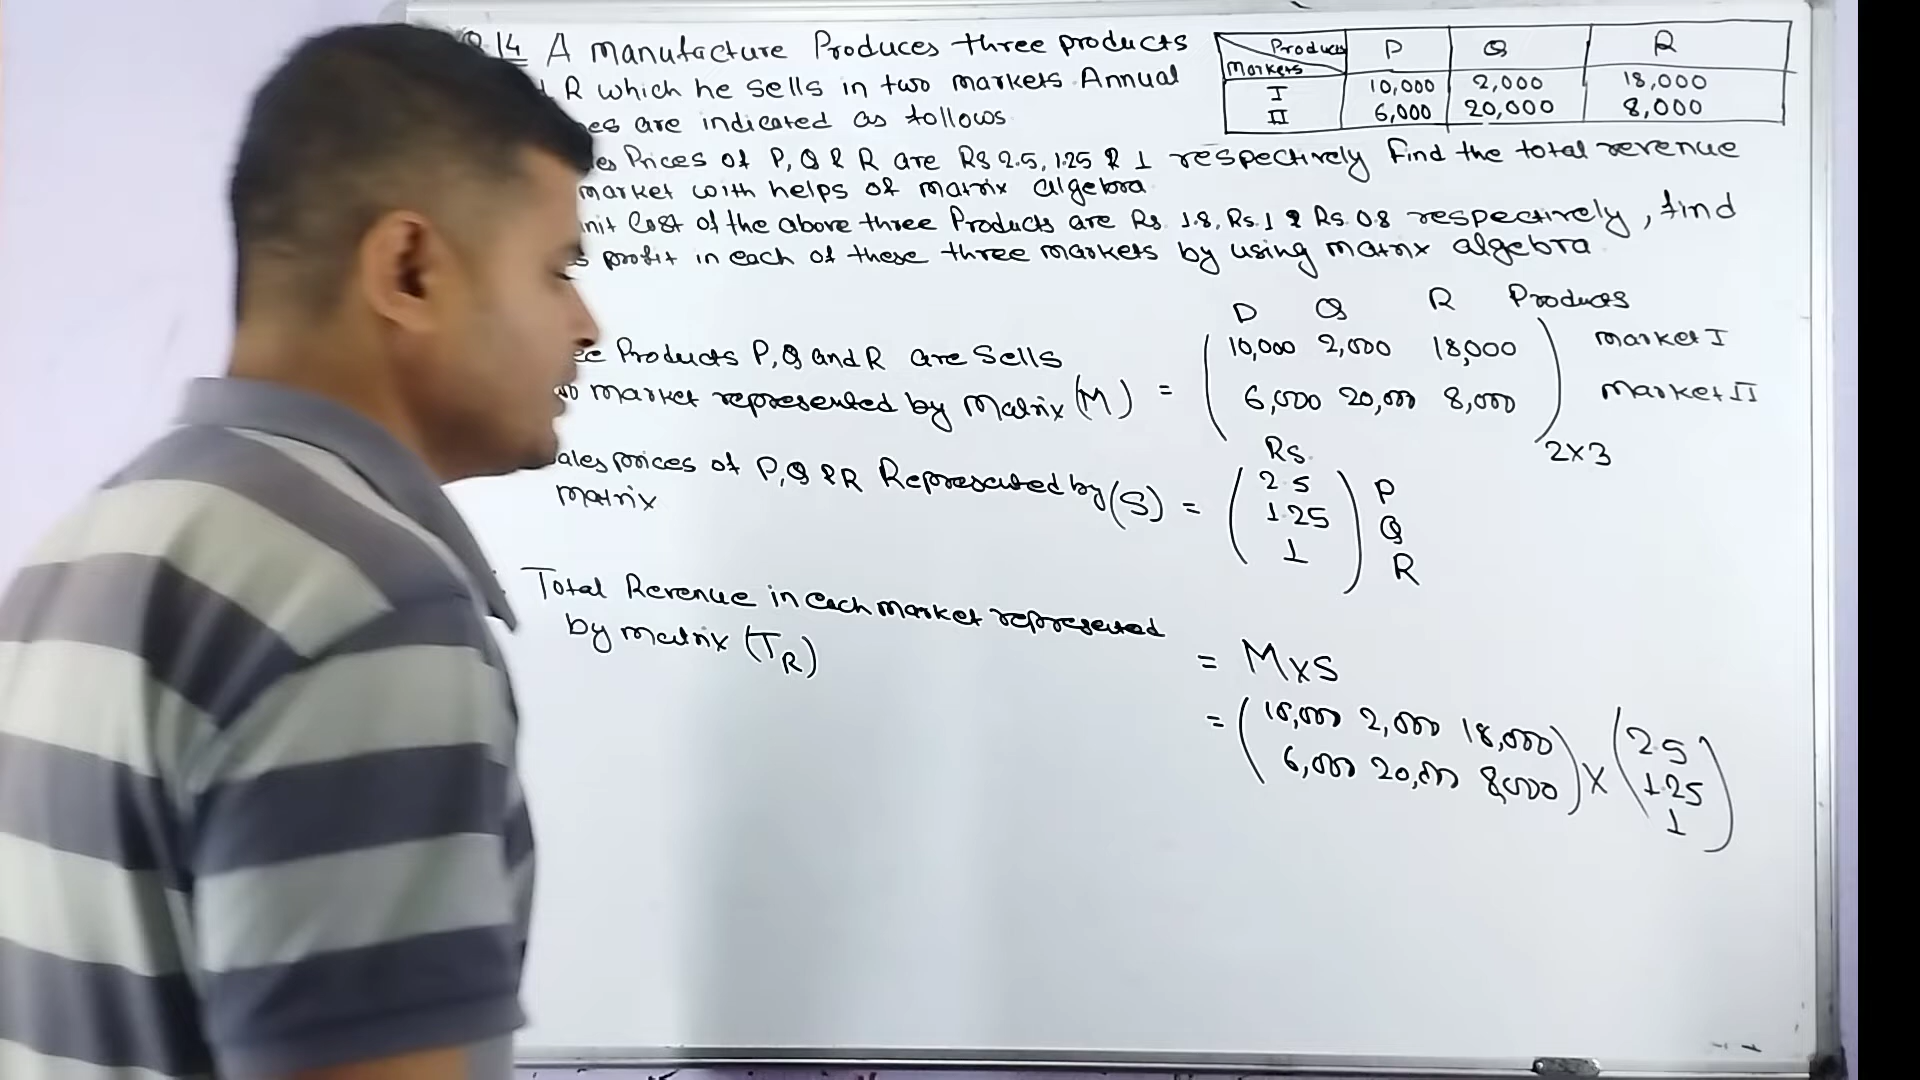 Q.14 A manufacture Produces three products
R which he sells in two markets Annual
es are indicated as follows
Products P Q R
Markets
I 10,000 2,000 18,000
II 6,000 20,000 8,000
les Prices of P, Q & R are Rs 2.5, 1.25 & 1 respectively Find the total revenue
market with helps of matrix algebra
unit Cost of the above three Products are Rs. 1.8, Rs. 1 & Rs. 0.8 respectively, find
s profit in each of these three markets by using matrix algebra
P Q R Products
ee Products P, Q and R are Sells
wo market represented by Matrix (M) =
10,000 2,000 18,000 market I
6,000 20,000 8,000 market II
2×3
Sales prices of P, Q & R Represented by (S) =
matrix
Rs.
2.5 P
1.25 Q
1 R
Total Revenue in each market represented
by matrix (TR)
= M×S
= (10,000 2,000 18,000) × (2.5
6,000 20,000 8,000 1.25
1)